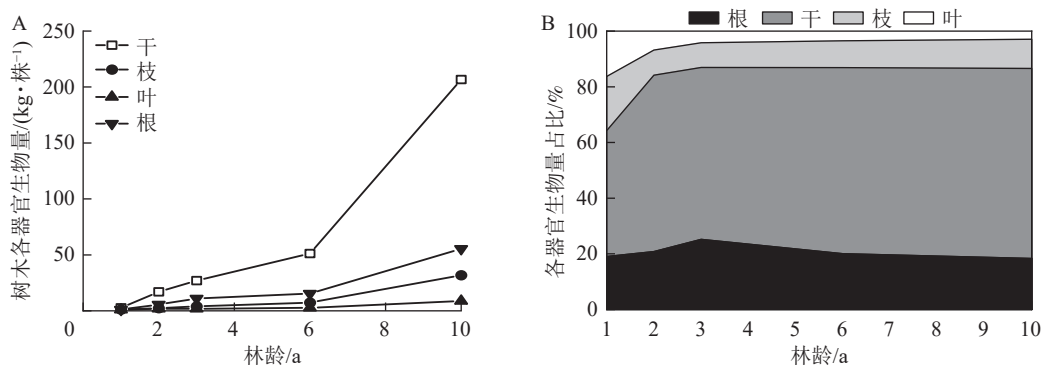 A
树木各器官生物量/(kg·株⁻¹)
250
200
150
100
50
0
干
枝
叶
根
2
4
6
8
10
林龄/a
B
根 干 枝 叶
各器官生物量占比/%
100
80
60
40
20
0
1 2 3 4 5 6 7 8 9 10
林龄/a